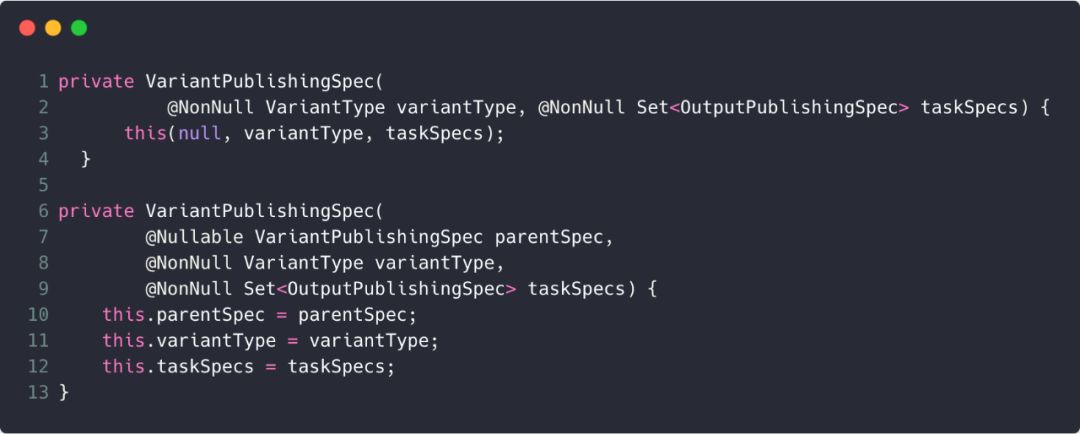 1 private VariantPublishingSpec(
2 @NonNull VariantType variantType, @NonNull Set<OutputPublishingSpec> taskSpecs) {
3 this(null, variantType, taskSpecs);
4 }
5
6 private VariantPublishingSpec(
7 @Nullable VariantPublishingSpec parentSpec,
8 @NonNull VariantType variantType,
9 @NonNull Set<OutputPublishingSpec> taskSpecs) {
10 this.parentSpec = parentSpec;
11 this.variantType = variantType;
12 this.taskSpecs = taskSpecs;
13 }